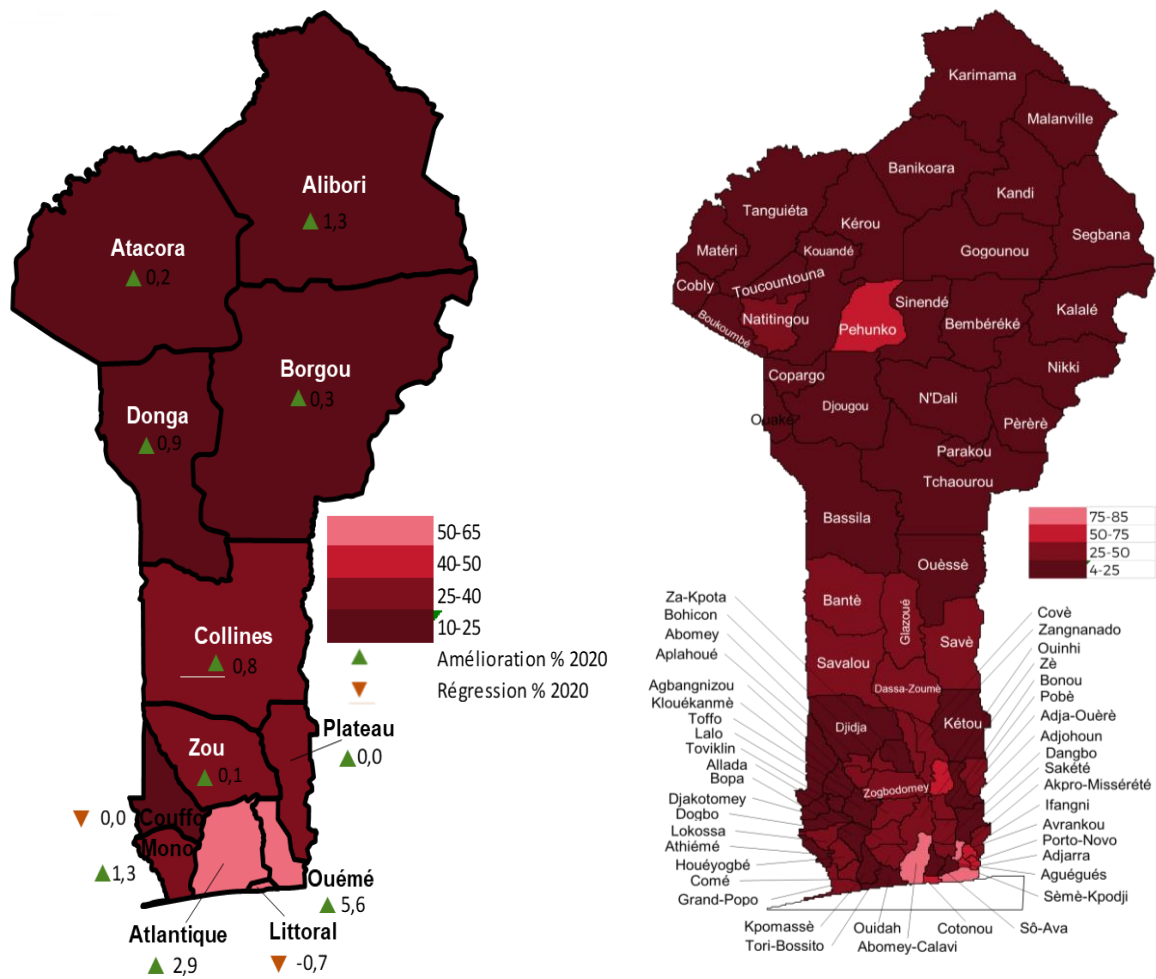 Alibori
1,3
Atacora
0,2
Borgou
0,3
Donga
0,9
50-65
40-50
25-40
10-25
Amélioration % 2020
Régression % 2020
Collines
0,8
Plateau
0,0
Zou
0,1
0,0
Couffo
Mono
1,3
Ouémé
5,6
Atlantique
2,9
Littoral
-0,7
Karimama
Malanville
Banikoara
Kandi
Tanguiéta
Kérou
Segbana
Matéri
Kouandé
Gogounou
Cobly
Toucountouna
Sinendé
Kalalé
Boukoumbé
Natitingou
Pehunko
Bembéréké
Nikki
Copargo
Djougou
N'Dali
Ouaké
Pèrèrè
Parakou
Tchaourou
Bassila
75-85
50-75
25-50
4-25
Ouèssè
Bantè
Glazoué
Savè
Savalou
Dassa-Zoumè
Djidja
Kétou
Zogbodomey
Za-Kpota
Bohicon
Abomey
Aplahoué
Agbangnizou
Klouékanmè
Toffo
Lalo
Toviklin
Allada
Bopa
Djakotomey
Dogbo
Lokossa
Athiémé
Houéyogbé
Comé
Grand-Popo
Covè
Zangnanado
Ouinhi
Zè
Bonou
Pobè
Adja-Ouèrè
Adjohoun
Dangbo
Sakété
Akpro-Missérété
Ifangni
Avrankou
Porto-Novo
Adjarra
Aguégués
Sèmè-Kpodji
Kpomassè
Tori-Bossito
Ouidah
Abomey-Calavi
Cotonou
Sô-Ava